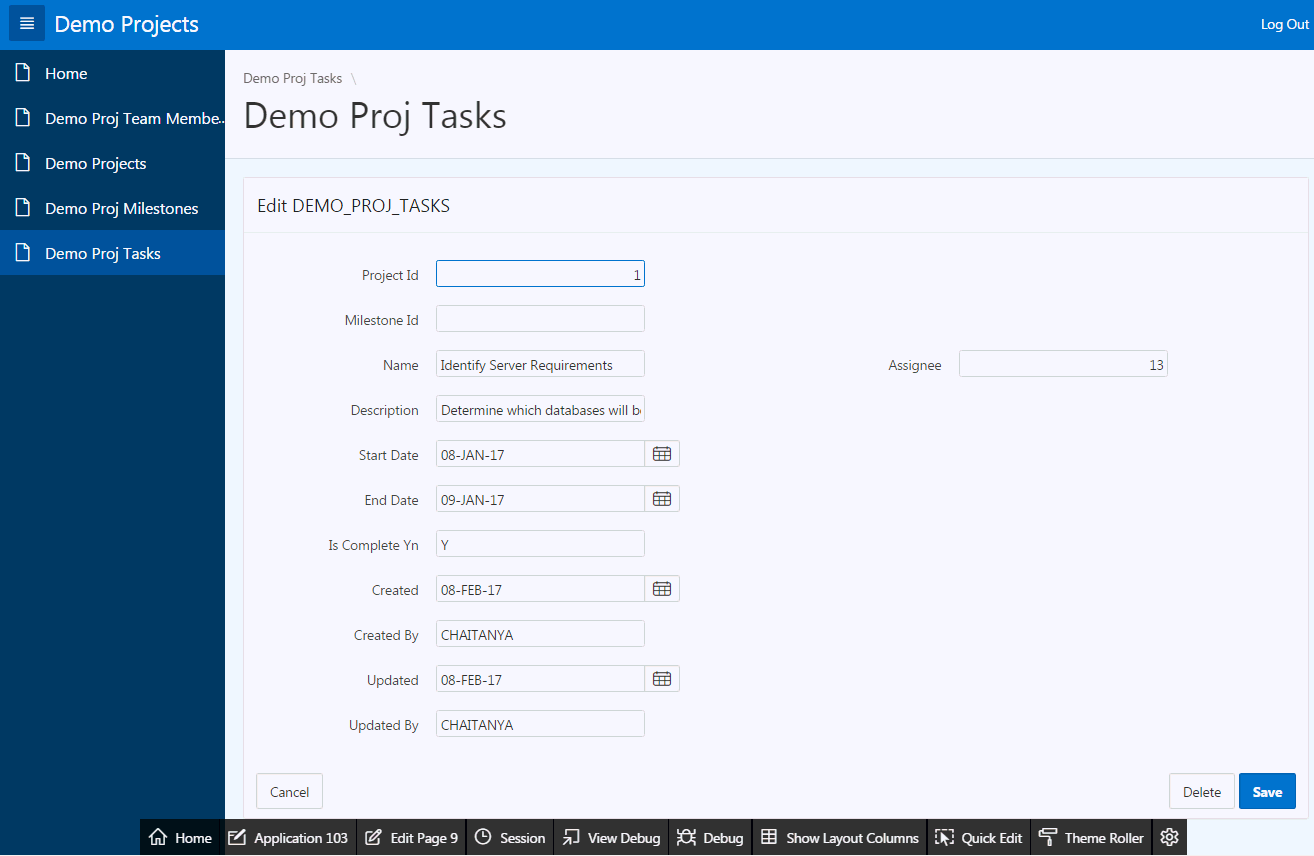 Demo Projects
Log Out
Home
Demo Proj Team Membe..
Demo Projects
Demo Proj Milestones
Demo Proj Tasks
Demo Proj Tasks \
Demo Proj Tasks
Edit DEMO_PROJ_TASKS
Project Id 1
Milestone Id
Name Identify Server Requirements Assignee 13
Description Determine which databases will b
Start Date 08-JAN-17
End Date 09-JAN-17
Is Complete Yn Y
Created 08-FEB-17
Created By CHAITANYA
Updated 08-FEB-17
Updated By CHAITANYA
Cancel Delete Save
Home Application 103 Edit Page 9 Session View Debug Debug Show Layout Columns Quick Edit Theme Roller